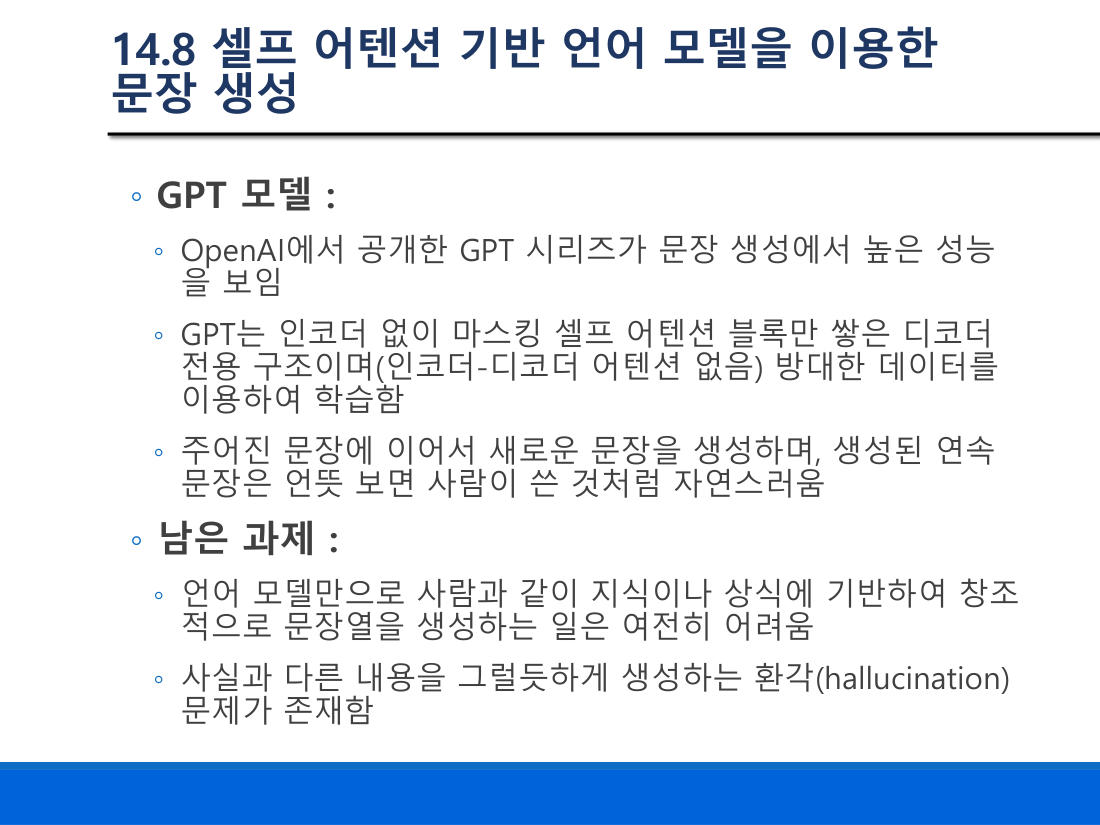 14.8 셀프 어텐션 기반 언어 모델을 이용한
문장 생성
◦ GPT 모델 :
◦ OpenAI에서 공개한 GPT 시리즈가 문장 생성에서 높은 성능
을 보임
◦ GPT는 인코더 없이 마스킹 셀프 어텐션 블록만 쌓은 디코더
전용 구조이며(인코더-디코더 어텐션 없음) 방대한 데이터를
이용하여 학습함
◦ 주어진 문장에 이어서 새로운 문장을 생성하며, 생성된 연속
문장은 언뜻 보면 사람이 쓴 것처럼 자연스러움
◦ 남은 과제 :
◦ 언어 모델만으로 사람과 같이 지식이나 상식에 기반하여 창조
적으로 문장열을 생성하는 일은 여전히 어려움
◦ 사실과 다른 내용을 그럴듯하게 생성하는 환각(hallucination)
문제가 존재함